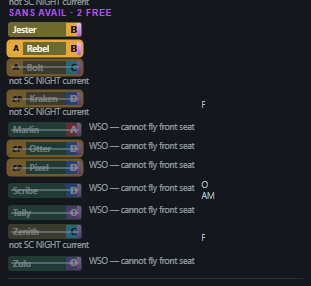 not SC NIGHT current
SANS AVAIL · 2 FREE
Jester B
A Rebel B
A Bolt C
not SC NIGHT current
Kraken D F
not SC NIGHT current
Marlin A WSO — cannot fly front seat
Otter D WSO — cannot fly front seat
Pixel D WSO — cannot fly front seat
Scribe D WSO — cannot fly front seat O
AM
Tally O WSO — cannot fly front seat
Zenith C F
not SC NIGHT current
Zulu O WSO — cannot fly front seat